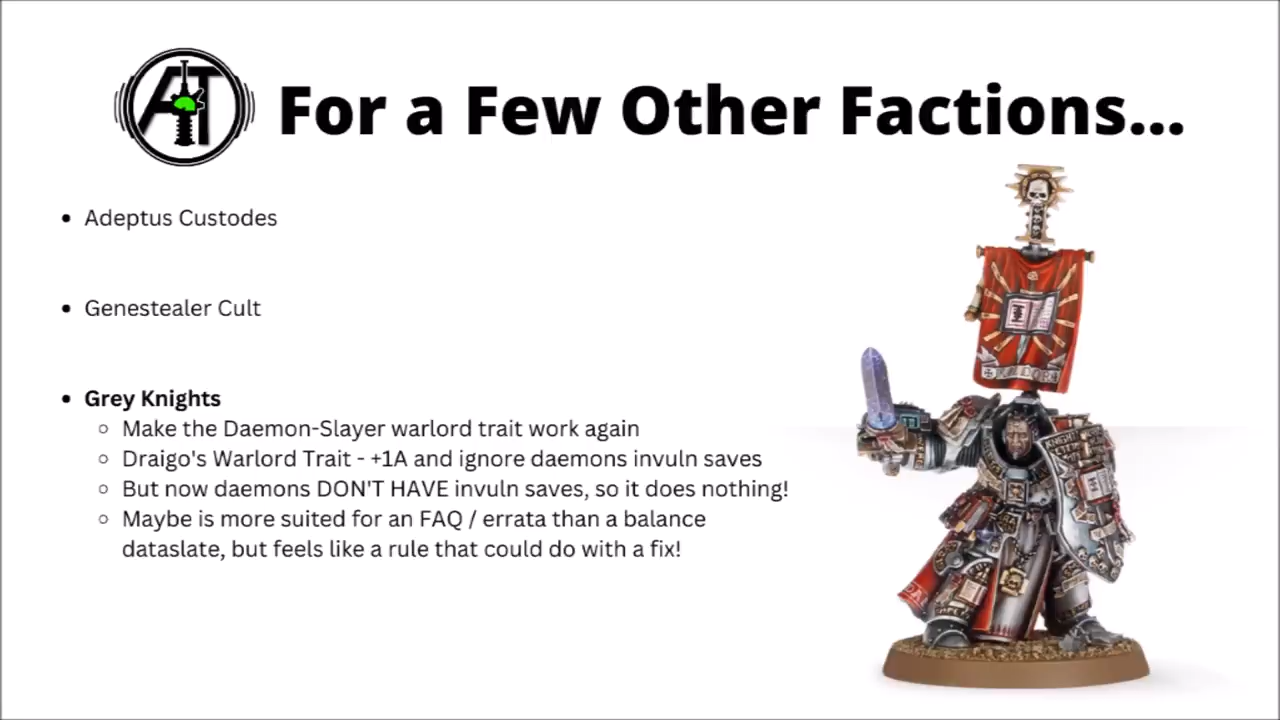 AT
For a Few Other Factions...
• Adeptus Custodes
• Genestealer Cult
• Grey Knights
◦ Make the Daemon-Slayer warlord trait work again
◦ Draigo's Warlord Trait - +1A and ignore daemons invuln saves
◦ But now daemons DON'T HAVE invuln saves, so it does nothing!
◦ Maybe is more suited for an FAQ / errata than a balance
dataslate, but feels like a rule that could do with a fix!